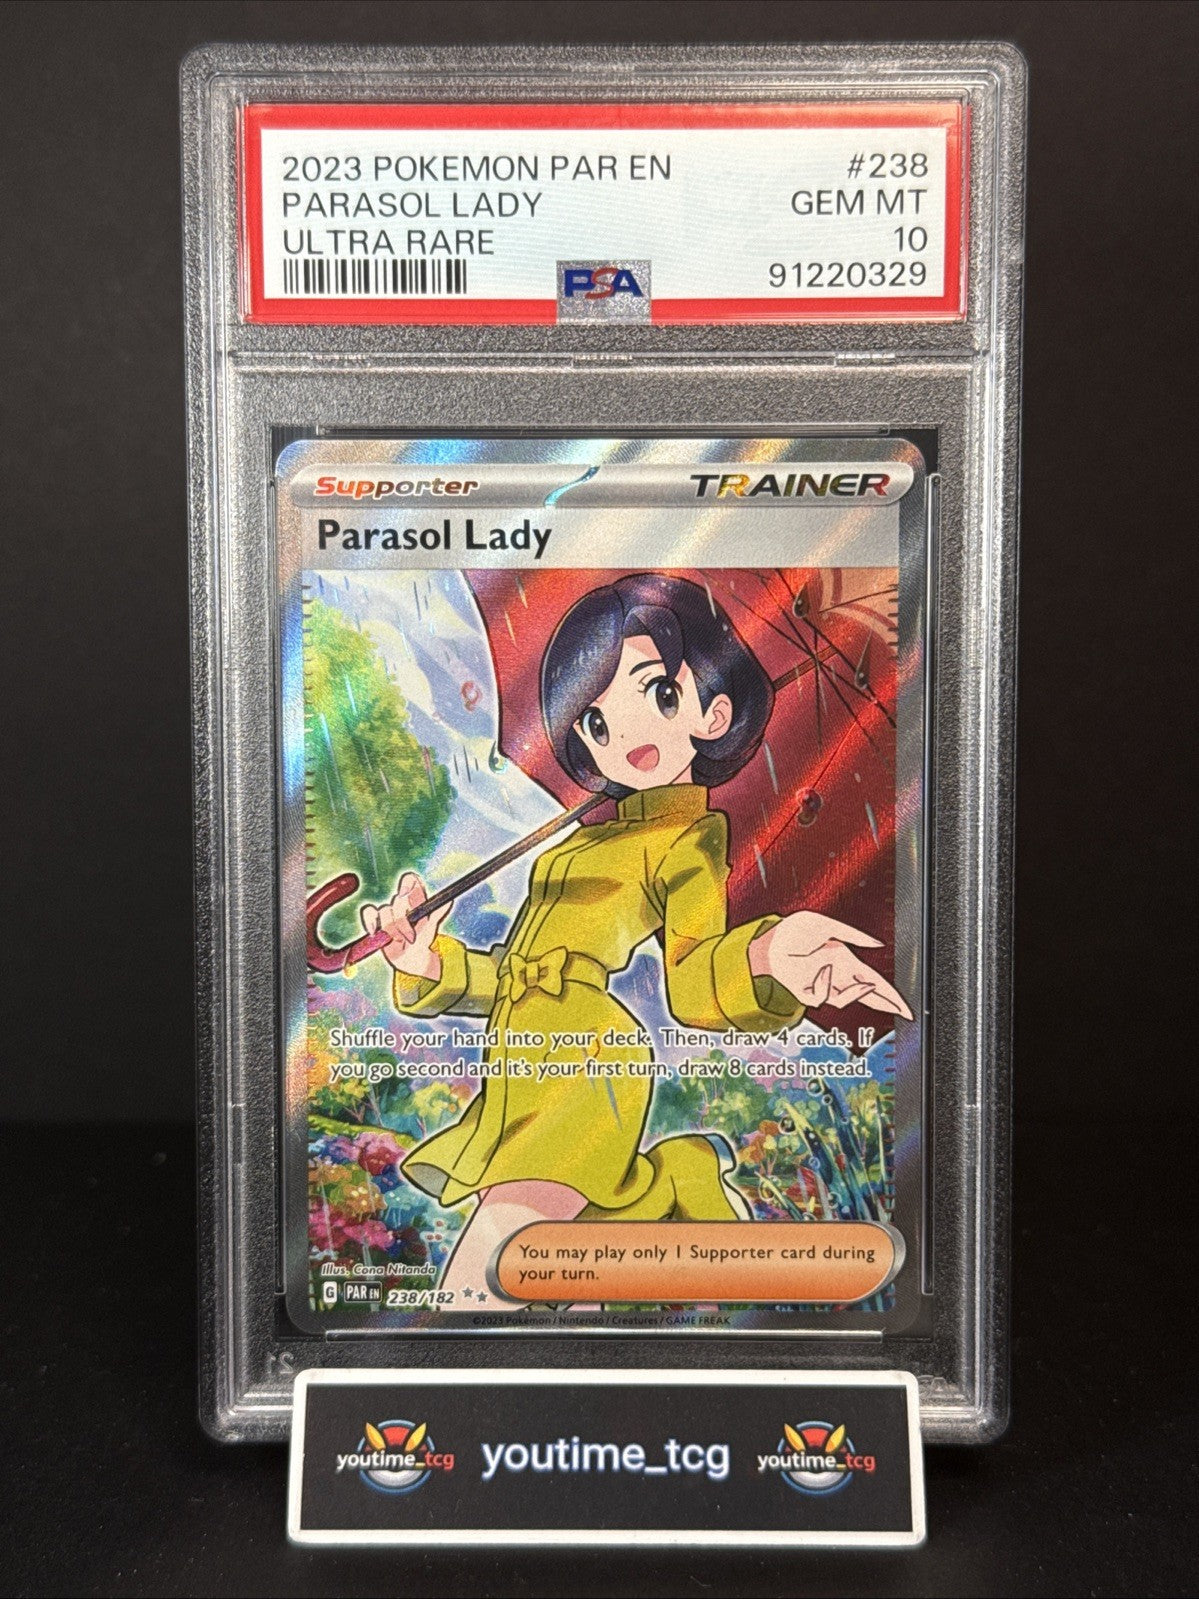 2023 POKEMON PAR EN #238
PARASOL LADY GEM MT
ULTRA RARE 10
PSA 91220329
Supporter TRAINER
Parasol Lady
Shuffle your hand into your deck. Then, draw 4 cards. If
you go second and it's your first turn, draw 8 cards instead.
You may play only 1 Supporter card during
your turn.
Illus. Cona Nitanda
G PAR EN 238/182
©2023 Pokémon / Nintendo / Creatures / GAME FREAK
youtime_tcg youtime_tcg youtime_tcg